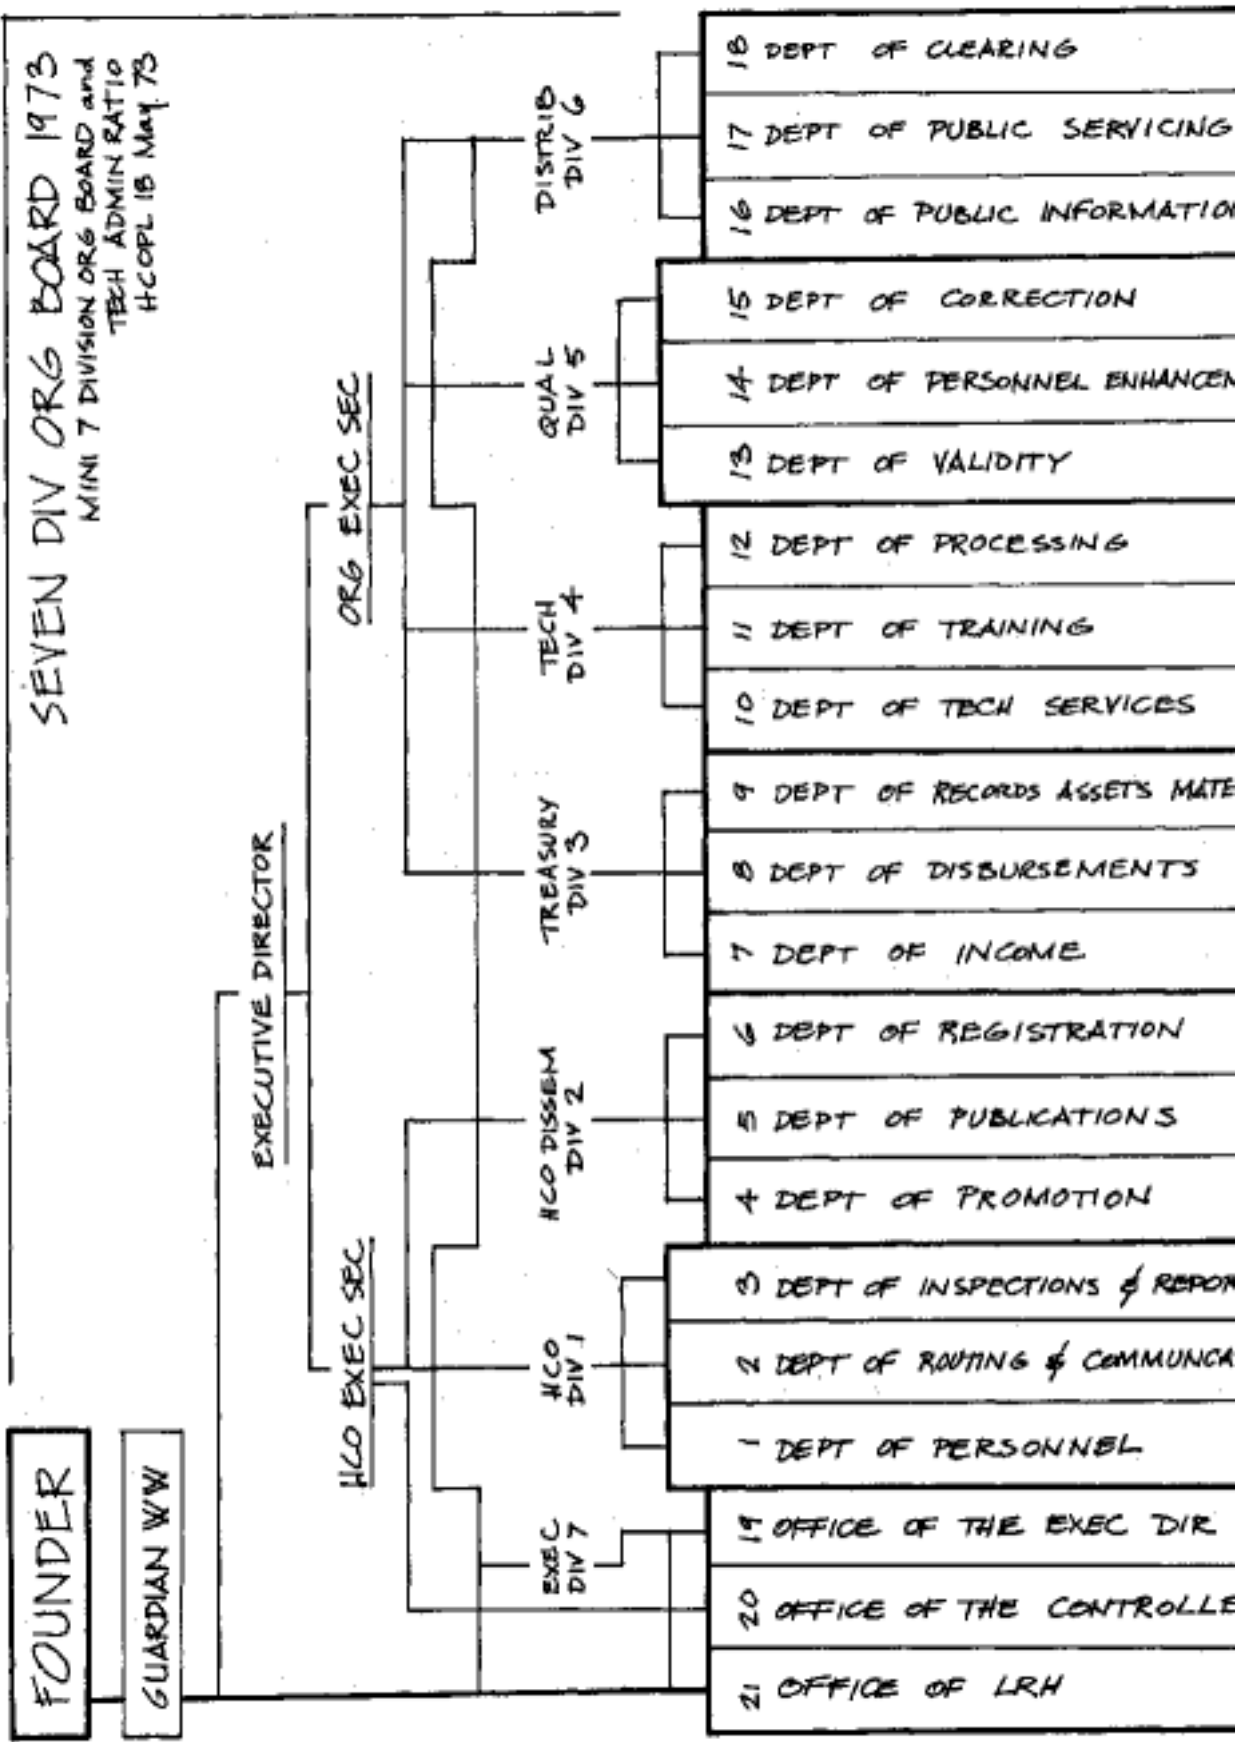 SEVEN DIV ORG BOARD 1973
MINI 7 DIVISION ORG BOARD and
TECH ADMIN RATIO
HCOPL 18 May 73
FOUNDER
GUARDIAN WW
EXECUTIVE DIRECTOR
HCO EXEC SEC
ORG EXEC SEC
EXEC
DIV 7
HCO
DIV 1
HCO DISSEM
DIV 2
TREASURY
DIV 3
TECH
DIV 4
QUAL
DIV 5
DISTRIB
DIV 6
18 DEPT OF CLEARING
17 DEPT OF PUBLIC SERVICING
16 DEPT OF PUBLIC INFORMATION
15 DEPT OF CORRECTION
14 DEPT OF PERSONNEL ENHANCEM
13 DEPT OF VALIDITY
12 DEPT OF PROCESSING
11 DEPT OF TRAINING
10 DEPT OF TECH SERVICES
9 DEPT OF RECORDS ASSETS MATE
8 DEPT OF DISBURSEMENTS
7 DEPT OF INCOME
6 DEPT OF REGISTRATION
5 DEPT OF PUBLICATIONS
4 DEPT OF PROMOTION
3 DEPT OF INSPECTIONS & REPOR
2 DEPT OF ROUTING & COMMUNCA
1 DEPT OF PERSONNEL
19 OFFICE OF THE EXEC DIR
20 OFFICE OF THE CONTROLLE
21 OFFICE OF LRH